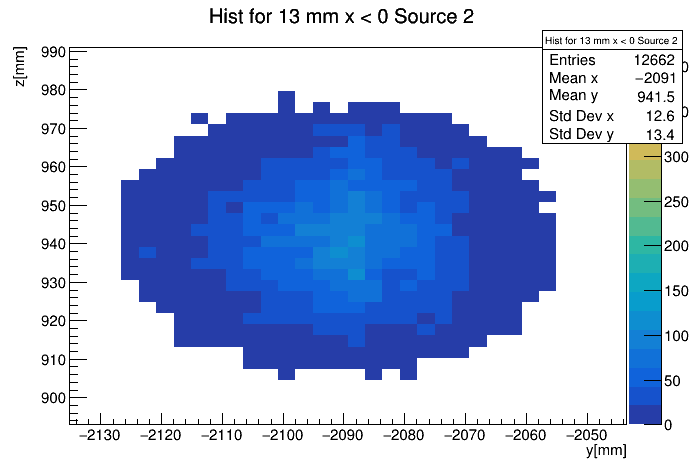 Hist for 13 mm x < 0 Source 2
Hist for 13 mm x < 0 Source 2
Entries 12662
Mean x −2091
Mean y 941.5
Std Dev x 12.6
Std Dev y 13.4
z[mm]
990
980
970
960
950
940
930
920
910
900
−2130 −2120 −2110 −2100 −2090 −2080 −2070 −2060 −2050
y[mm]
300
250
200
150
100
50
0